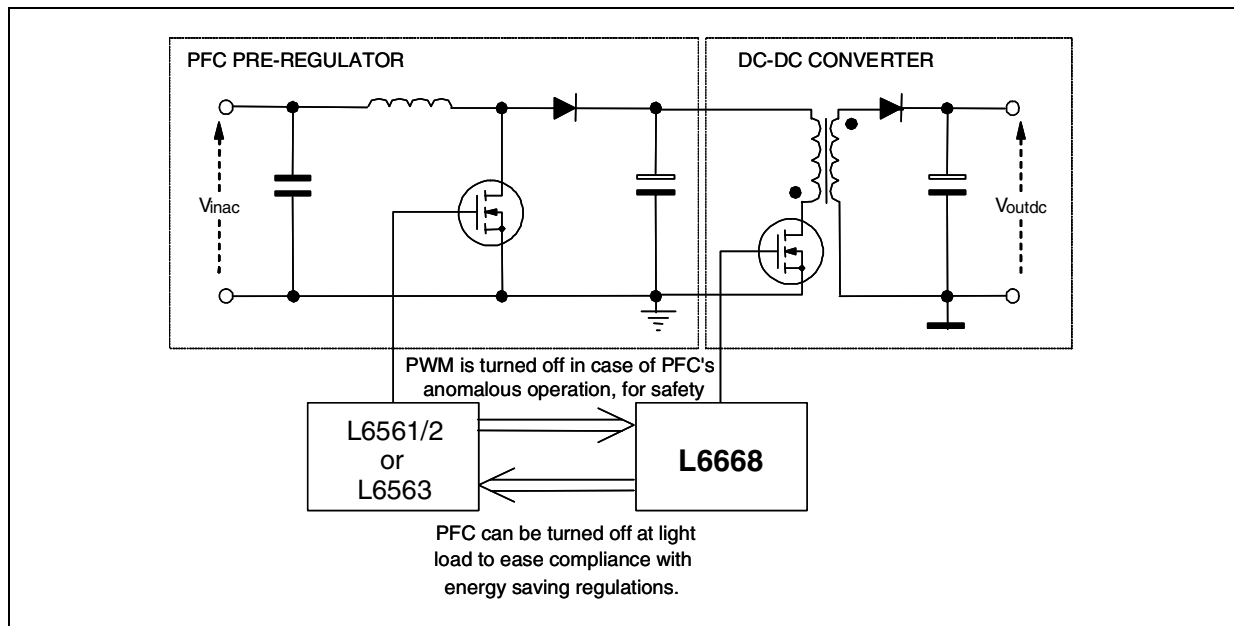 PFC PRE-REGULATOR
DC-DC CONVERTER
Vinac
Voutdc
PWM is turned off in case of PFC's
anomalous operation, for safety
L6561/2
or
L6563
L6668
PFC can be turned off at light
load to ease compliance with
energy saving regulations.